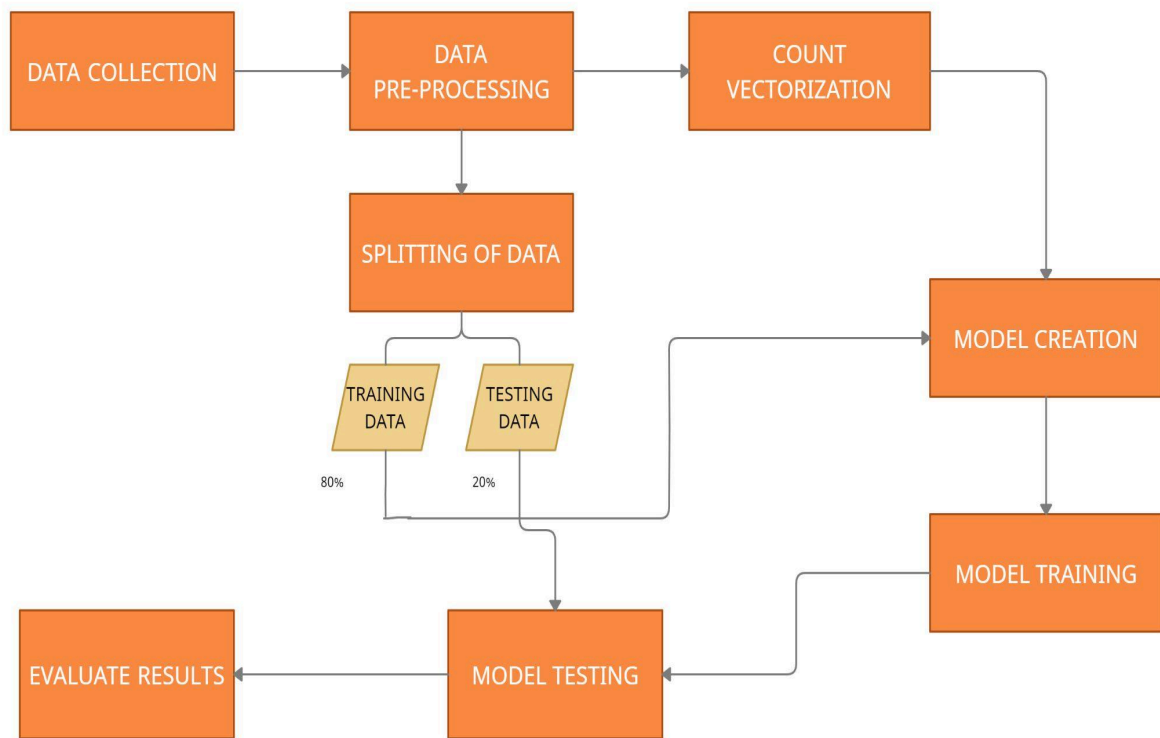 DATA COLLECTION
DATA
PRE-PROCESSING
COUNT
VECTORIZATION
SPLITTING OF DATA
TRAINING
DATA
TESTING
DATA
80%
20%
MODEL CREATION
MODEL TRAINING
MODEL TESTING
EVALUATE RESULTS